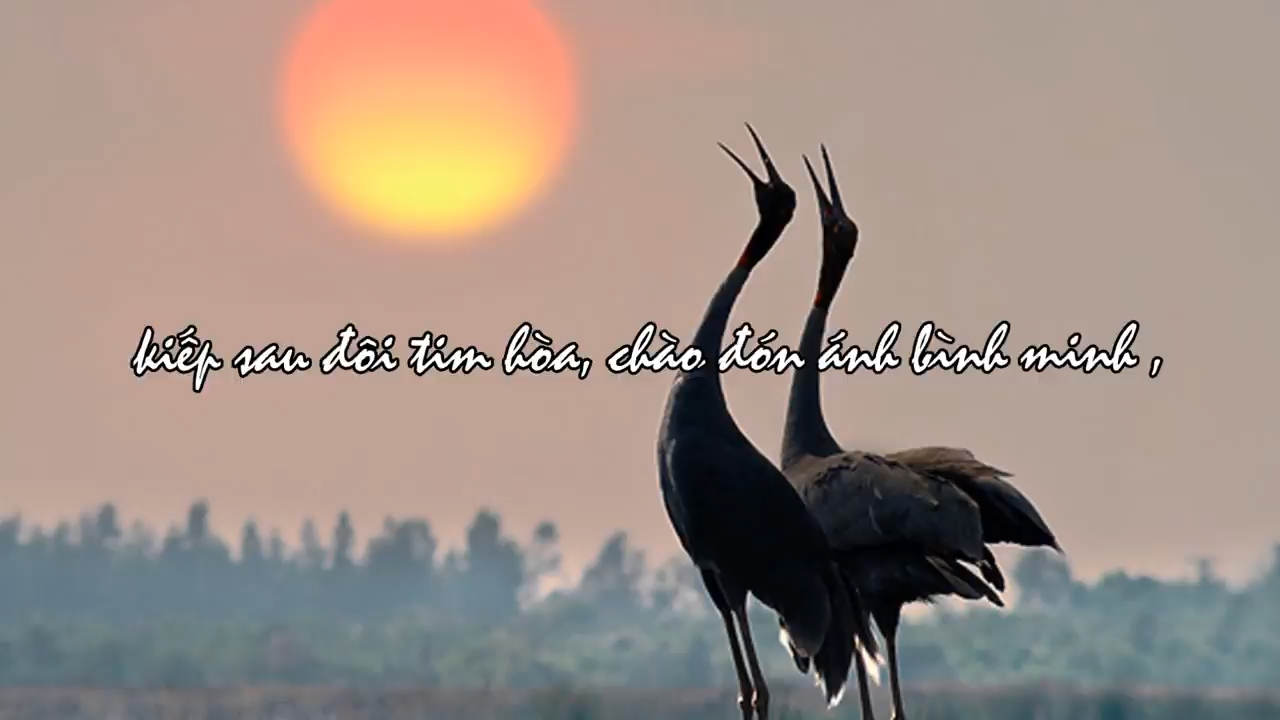 kiếp sau đôi tim hòa, chào đón ánh bình minh ,